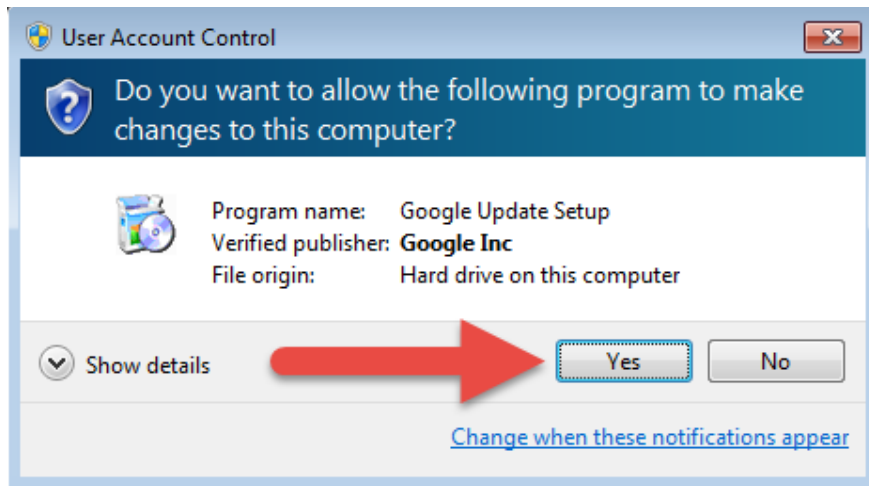 User Account Control
Do you want to allow the following program to make
changes to this computer?
Program name: Google Update Setup
Verified publisher: Google Inc
File origin: Hard drive on this computer
Show details Yes No
Change when these notifications appear